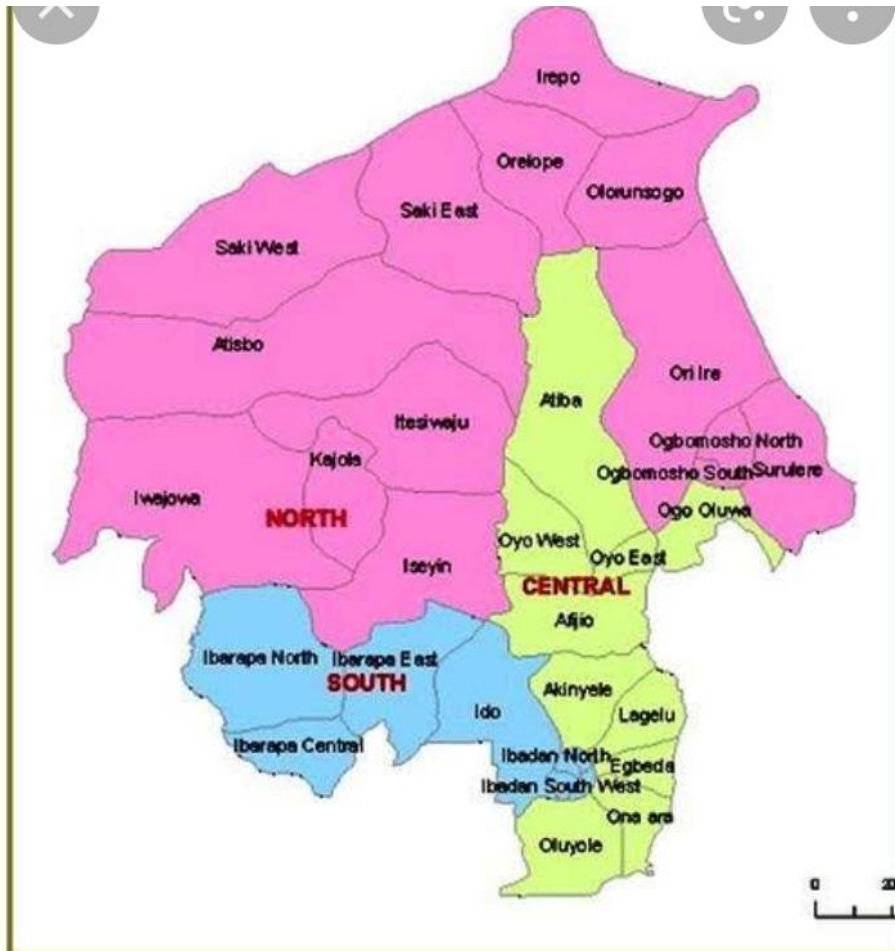 Irepo
Orelope
Olorunsogo
Saki East
Saki West
Atisbo
Ori Ire
Atiba
Itesiwaju
Ogbomosho North
Kajola
Ogbomosho South
Surulere
Iwajowa
Ogo Oluwa
NORTH
Oyo West
Oyo East
Iseyin
CENTRAL
Afijio
Ibarapa North
Ibarapa East
SOUTH
Akinyele
Ido
Lagelu
Ibarapa Central
Ibadan North
Egbeda
Ibadan South West
Ona ara
Oluyole
0 20